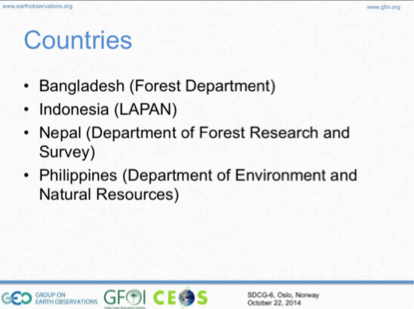 www.earthobservations.org
www.gfoi.org
Countries
• Bangladesh (Forest Department)
• Indonesia (LAPAN)
• Nepal (Department of Forest Research and
Survey)
• Philippines (Department of Environment and
Natural Resources)
GEO GROUP ON
EARTH OBSERVATIONS
GFOI
CEOS
SDCG-6, Oslo, Norway
October 22, 2014